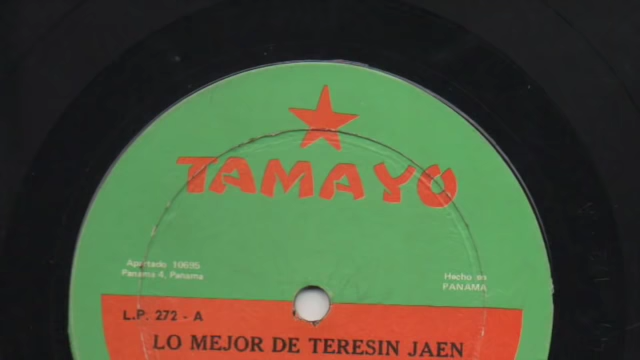 TAMAYO
Apartado 10695
Panama 4, Panama
Hecho en
PANAMA
L.P. 272 - A
LO MEJOR DE TERESIN JAEN